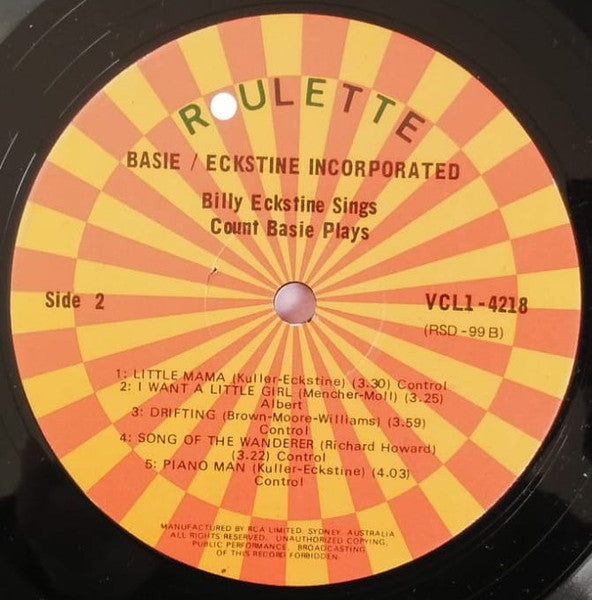 ROULETTE
BASIE / ECKSTINE INCORPORATED
Billy Eckstine Sings
Count Basie Plays
Side 2
VCL1-4218
(RSD-99 B)
1: LITTLE MAMA (Kuller-Eckstine) (3.30) Control
2: I WANT A LITTLE GIRL (Mencher-Moll) (3.25)
Albert
3: DRIFTING (Brown-Moore-Williams) (3.59)
Control
4: SONG OF THE WANDERER (Richard Howard)
(3.22) Control
5: PIANO MAN (Kuller-Eckstine) (4.03)
Control
MANUFACTURED BY RCA LIMITED, SYDNEY, AUSTRALIA
ALL RIGHTS RESERVED. UNAUTHORIZED COPYING,
PUBLIC PERFORMANCE, BROADCASTING
OF THIS RECORD FORBIDDEN.